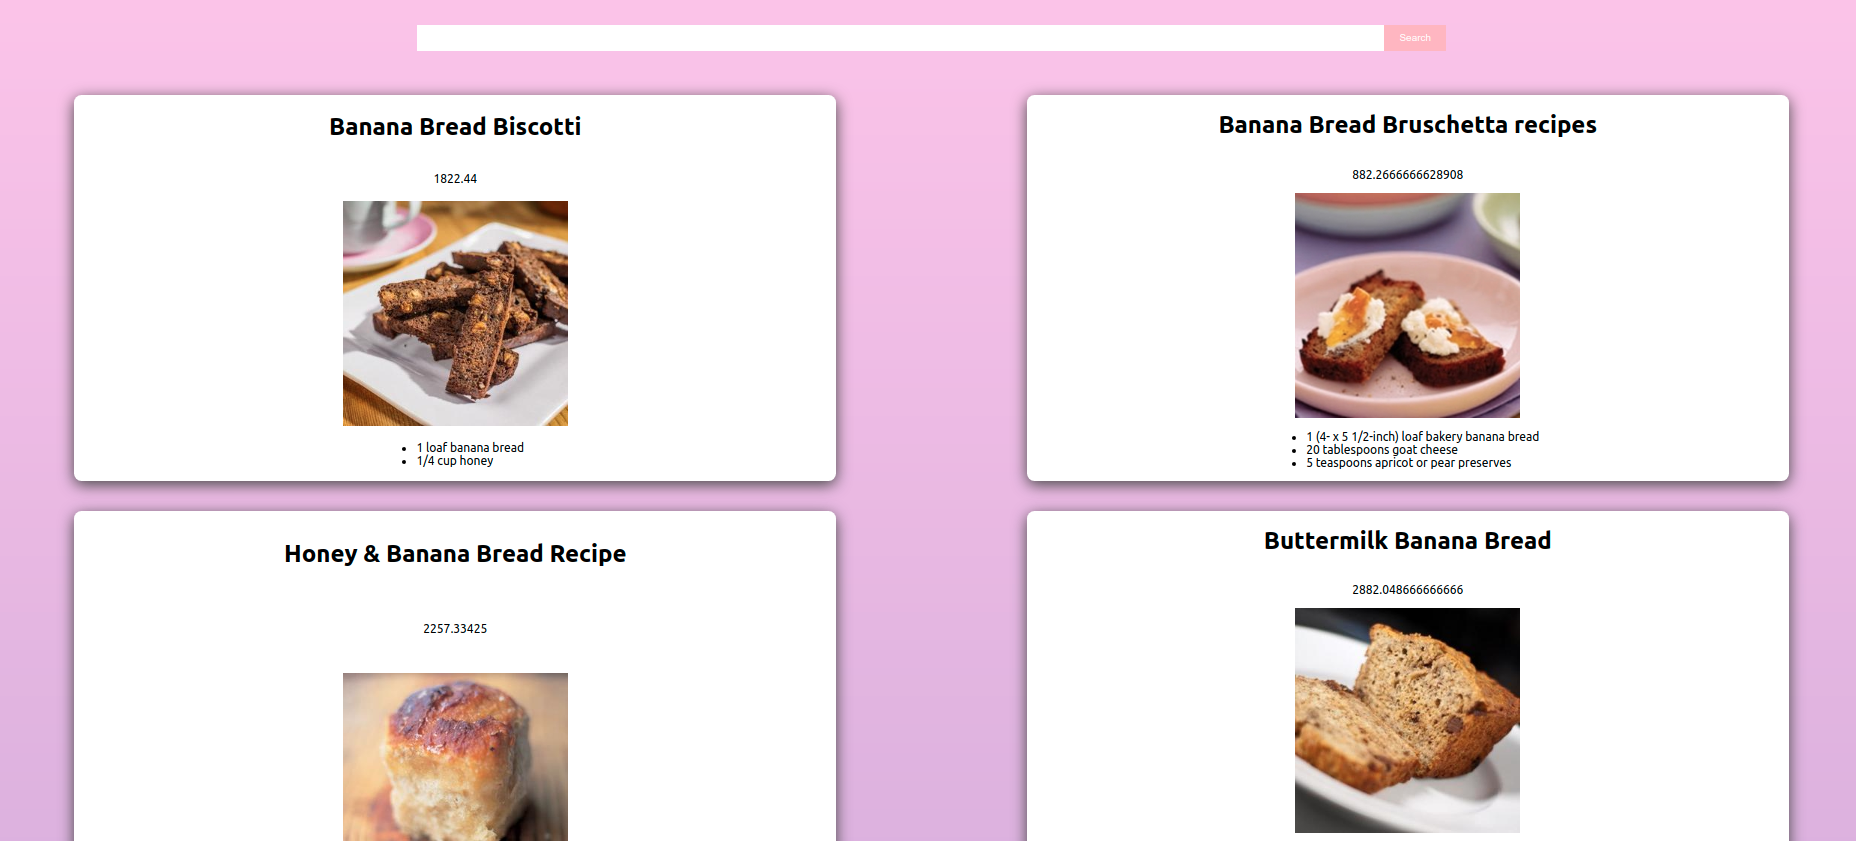 Search
Banana Bread Biscotti
1822.44
• 1 loaf banana bread
• 1/4 cup honey
Banana Bread Bruschetta recipes
882.2666666628908
• 1 (4- x 5 1/2-inch) loaf bakery banana bread
• 20 tablespoons goat cheese
• 5 teaspoons apricot or pear preserves
Honey & Banana Bread Recipe
2257.33425
Buttermilk Banana Bread
2882.048666666666